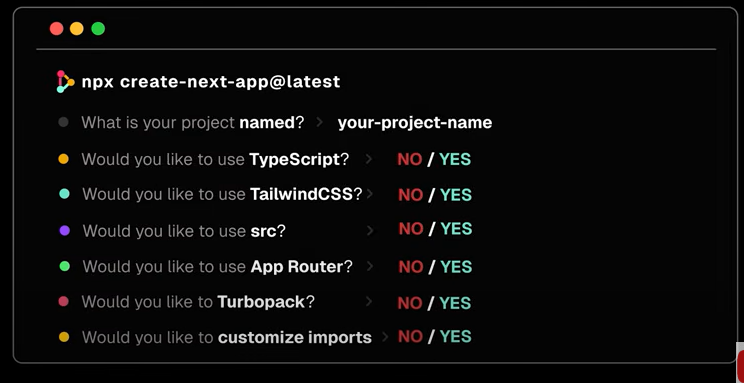 npx create-next-app@latest
What is your project named? > your-project-name
Would you like to use TypeScript? > NO / YES
Would you like to use TailwindCSS? > NO / YES
Would you like to use src? > NO / YES
Would you like to use App Router? > NO / YES
Would you like to Turbopack? > NO / YES
Would you like to customize imports > NO / YES